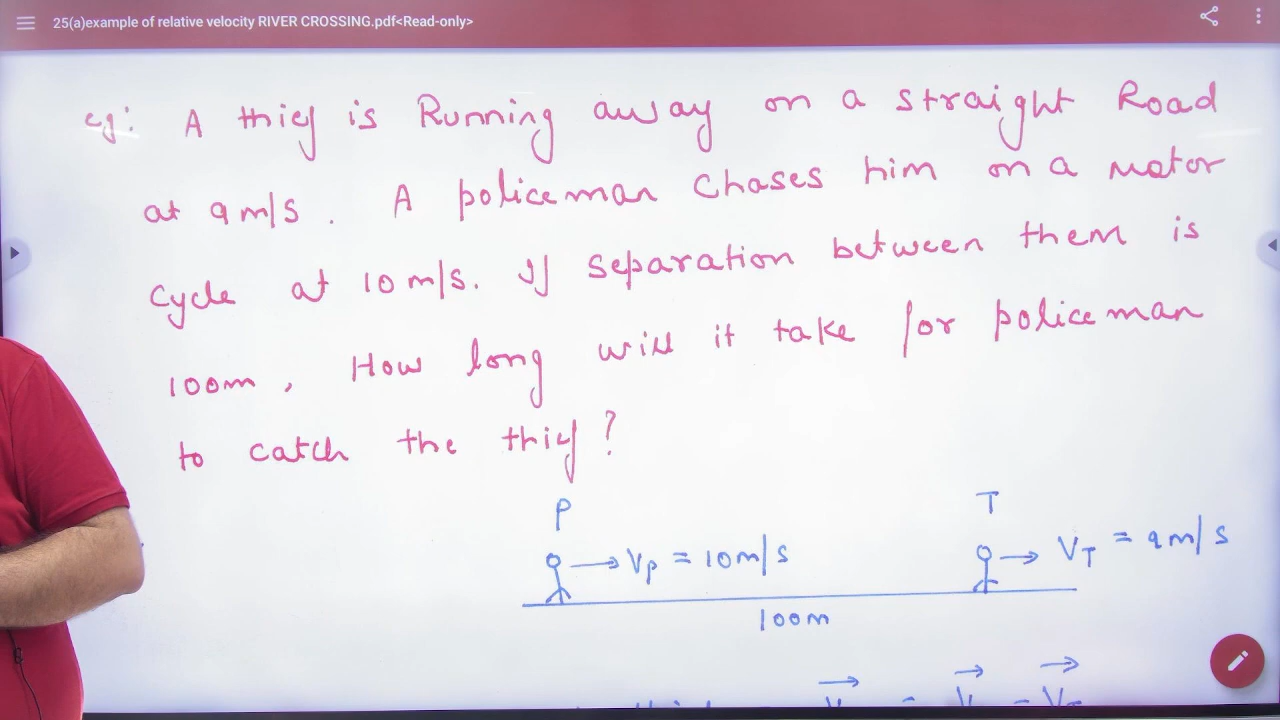 25(a)example of relative velocity RIVER CROSSING.pdf<Read-only>
eg: A thief is Running away on a straight Road
at 9m/s. A policeman Chases him on a motor
Cycle at 10m/s. If separation between them is
100m, How long will it take for policeman
to catch the thief?
P T
Vp = 10m/s VT = 9m/s
100m